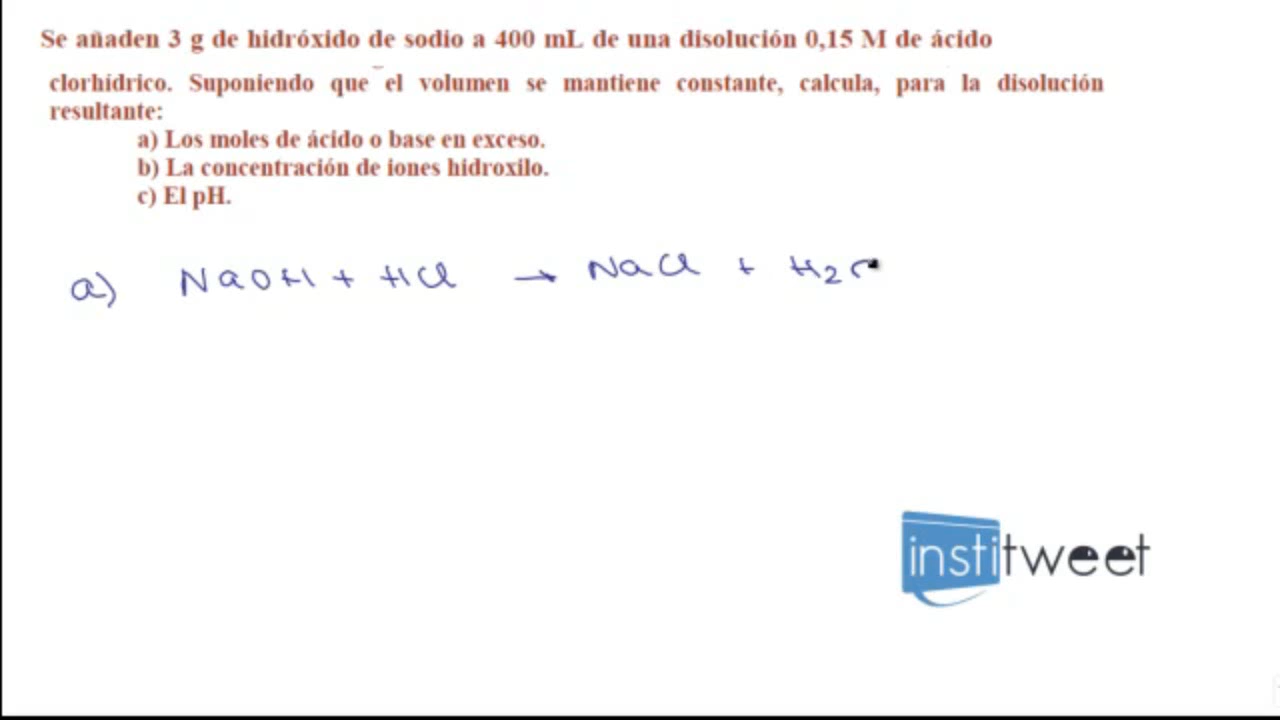 Se añaden 3 g de hidróxido de sodio a 400 mL de una disolución 0,15 M de ácido
clorhídrico. Suponiendo que el volumen se mantiene constante, calcula, para la disolución
resultante:
a) Los moles de ácido o base en exceso.
b) La concentración de iones hidroxilo.
c) El pH.
a) NaOH + HCl → NaCl + H2
institweet